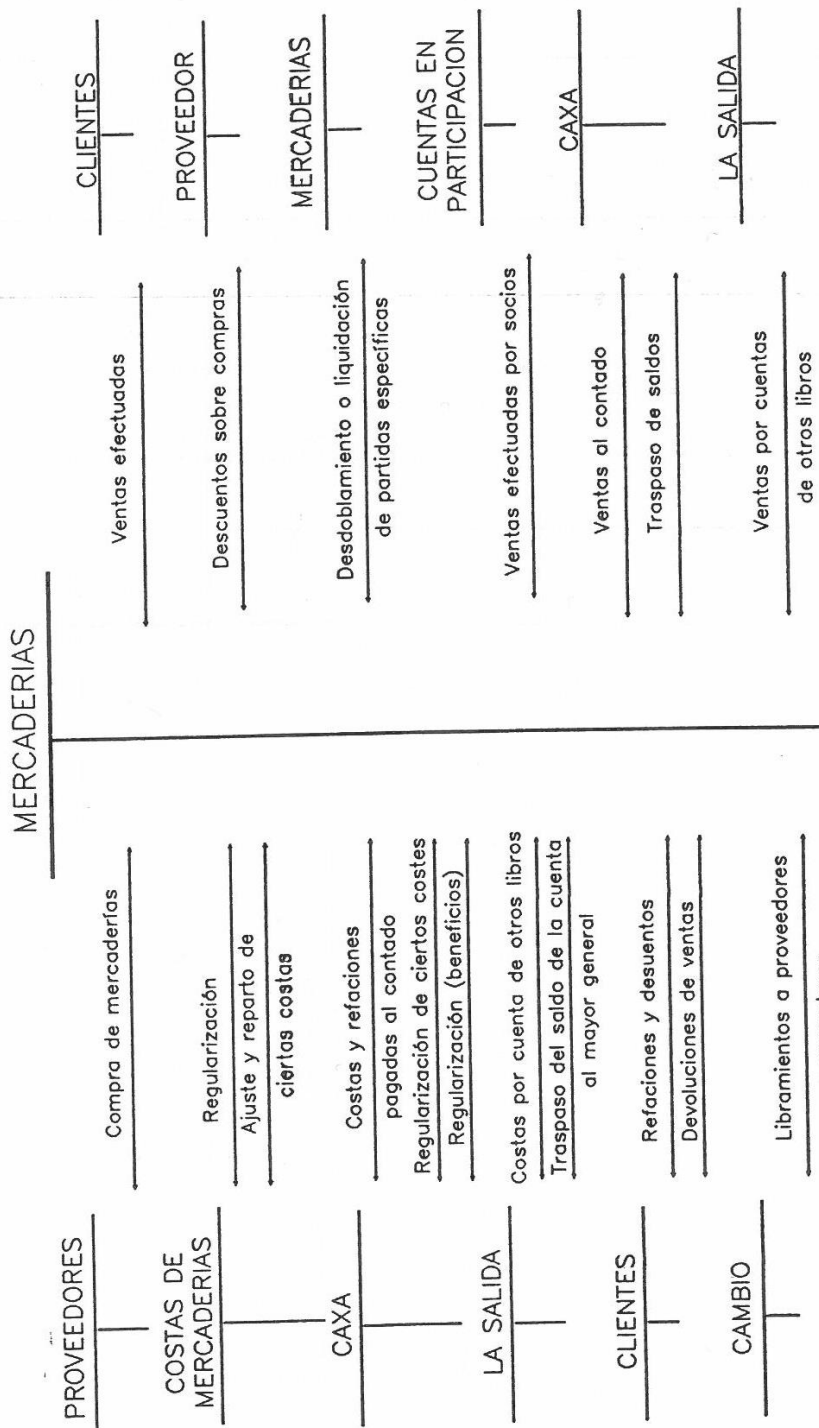 MERCADERIAS
PROVEEDORES
Compra de mercaderías
COSTAS DE
MERCADERIAS
Regularización
Ajuste y reparto de
ciertas costas
CAXA
Costas y refaciones
pagadas al contado
Regularización de ciertos costes
Regularización (beneficios)
LA SALIDA
Costas por cuenta de otros libros
Traspaso del saldo de la cuenta
al mayor general
CLIENTES
Refaciones y desuentos
Devoluciones de ventas
CAMBIO
Libramientos a proveedores
Ventas efectuadas
CLIENTES
Descuentos sobre compras
PROVEEDOR
Desdoblamiento o liquidación
de partidas específicas
MERCADERIAS
Ventas efectuadas por socios
CUENTAS EN
PARTICIPACION
Ventas al contado
Traspaso de saldos
CAXA
Ventas por cuentas
de otros libros
LA SALIDA